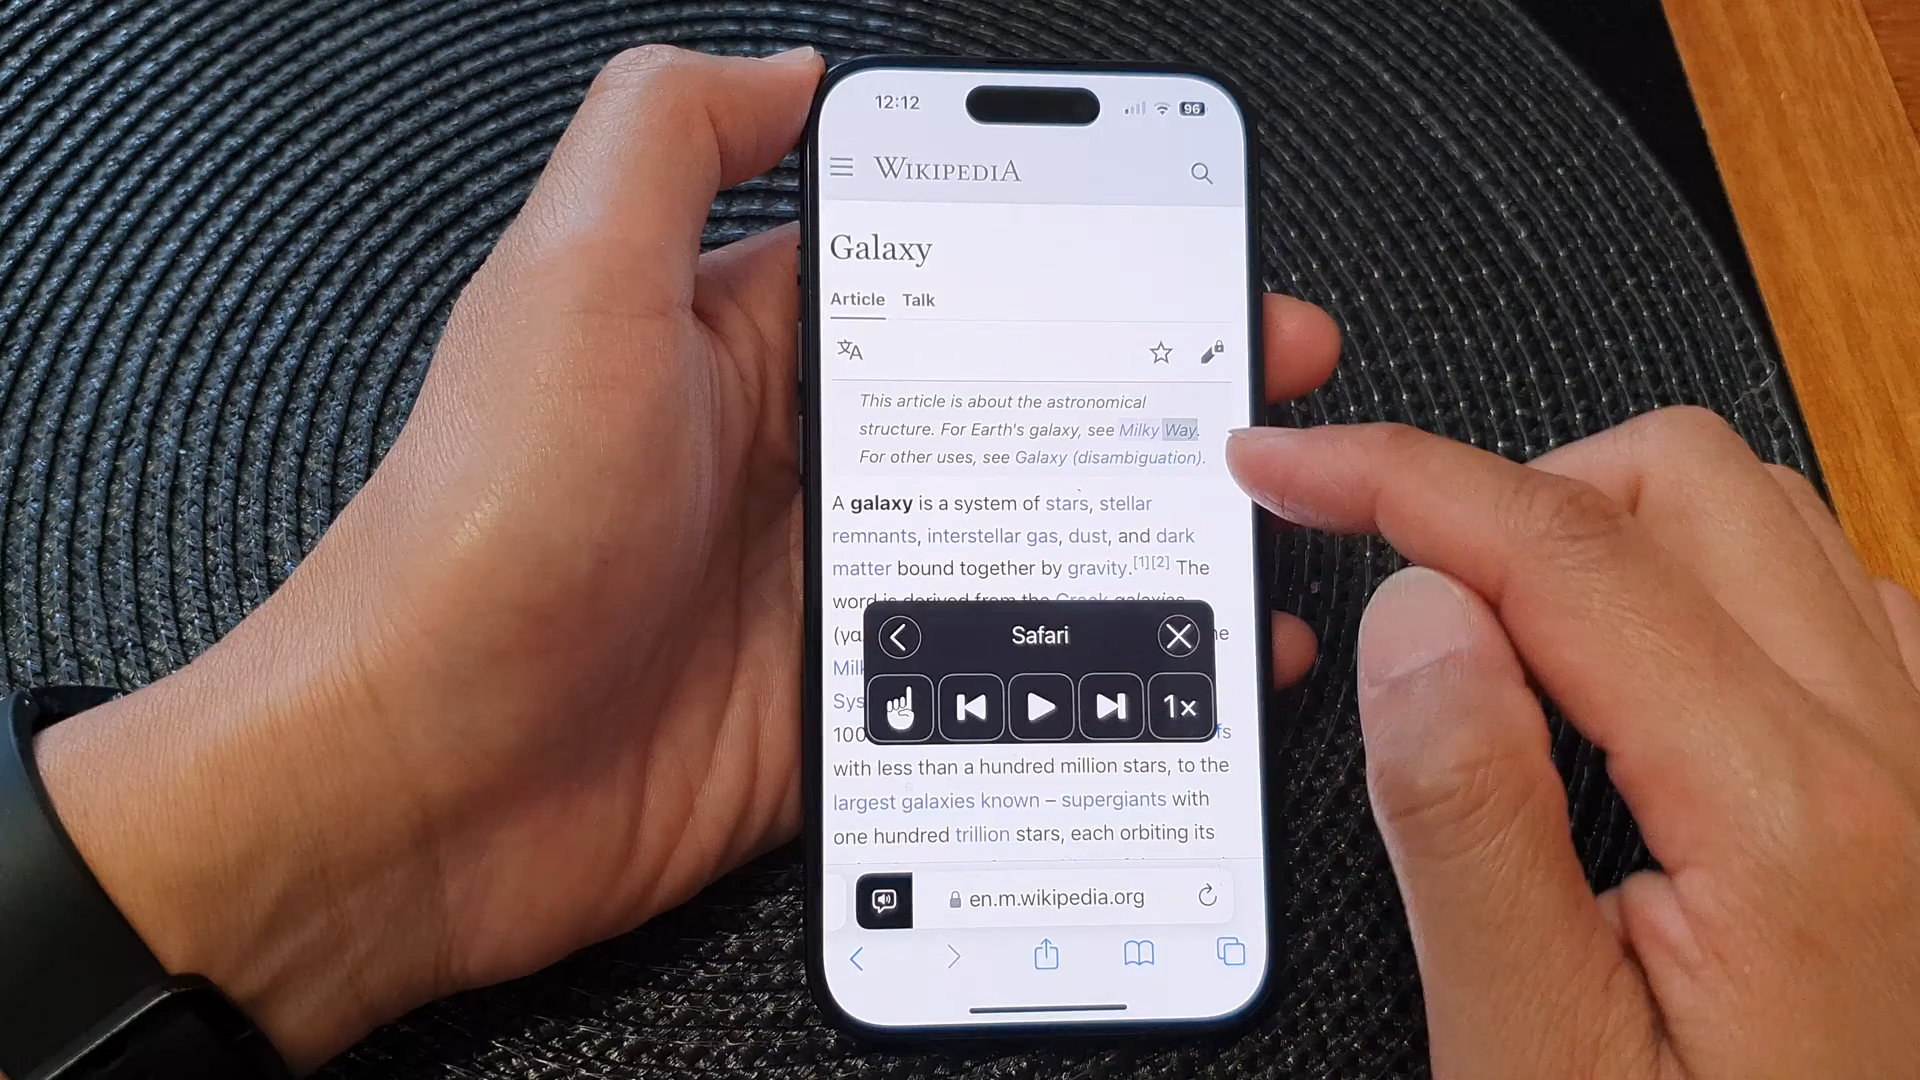 12:12
96
WIKIPEDIA
Galaxy
Article Talk
文A
This article is about the astronomical
structure. For Earth's galaxy, see Milky Way.
For other uses, see Galaxy (disambiguation).
A galaxy is a system of stars, stellar
remnants, interstellar gas, dust, and dark
matter bound together by gravity.[1][2] The
word is derived from the Greek galaxias
Safari
1x
100
with less than a hundred million stars, to the
largest galaxies known – supergiants with
one hundred trillion stars, each orbiting its
en.m.wikipedia.org